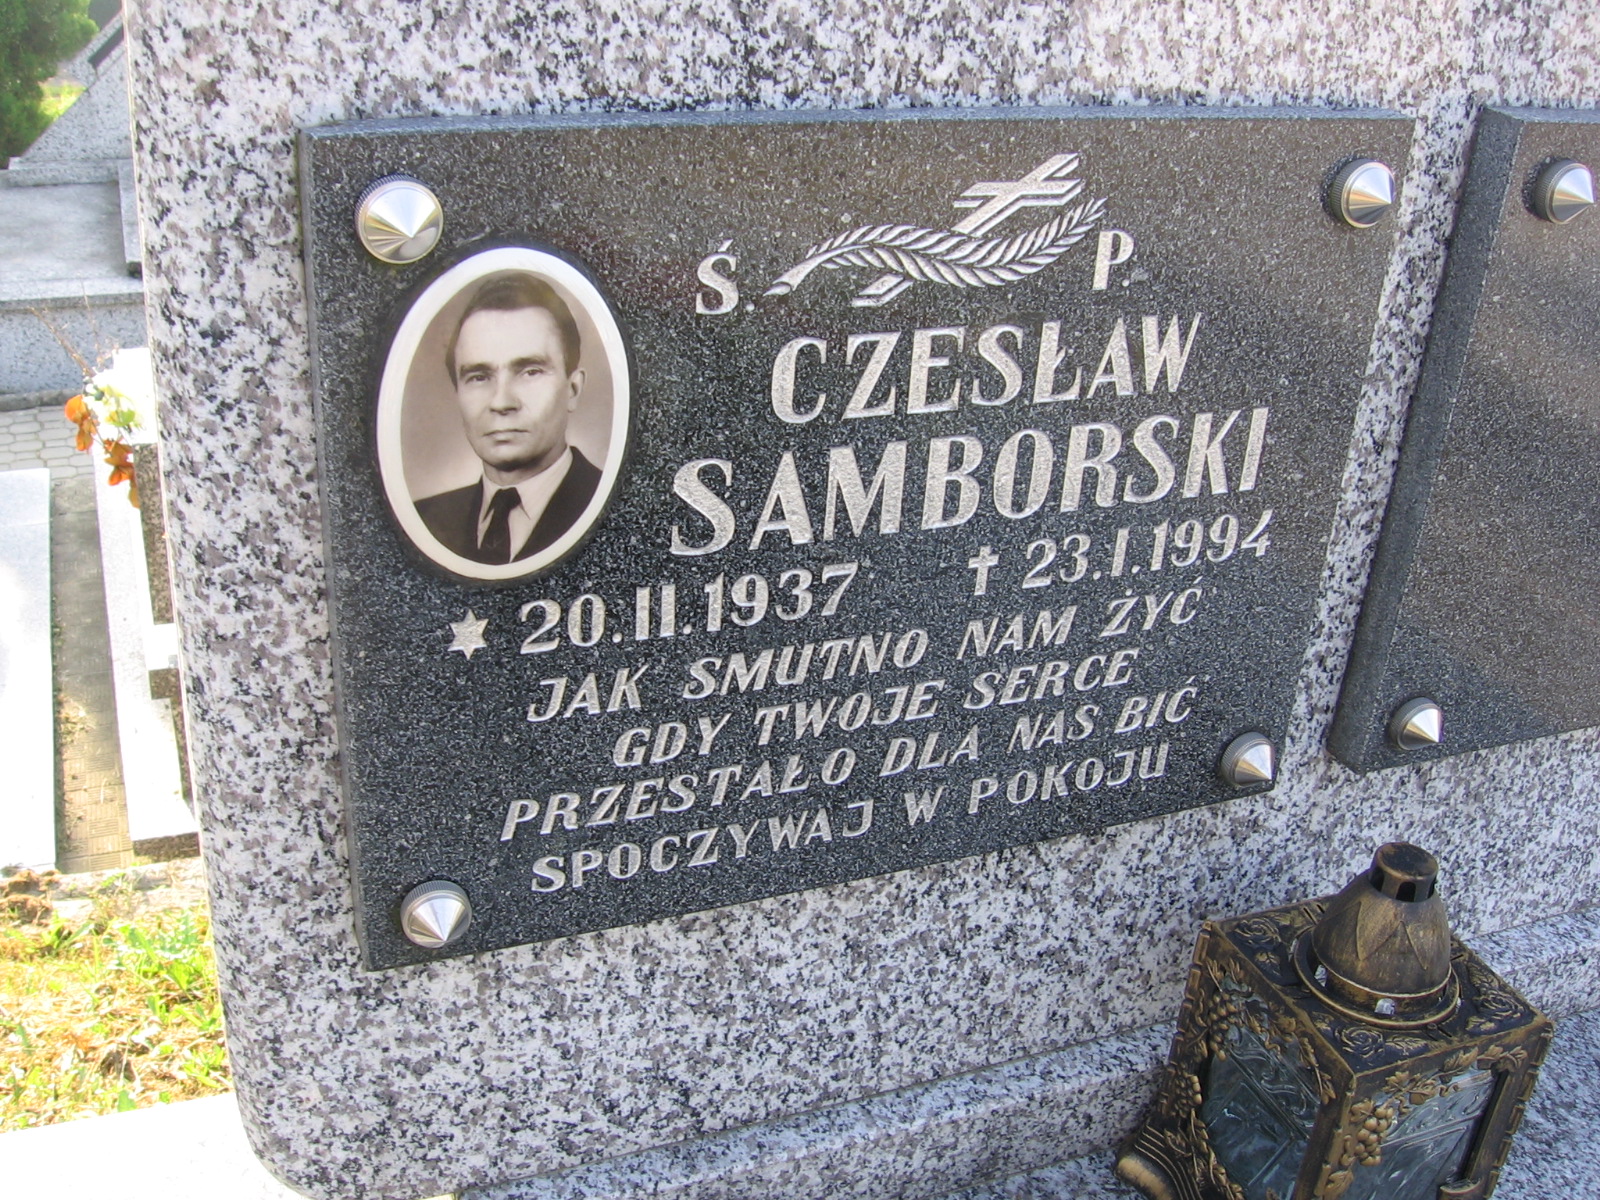 Ś. P.
CZESŁAW
SAMBORSKI
20.II.1937 † 23.I.1994
JAK SMUTNO NAM ŻYĆ
GDY TWOJE SERCE
PRZESTAŁO DLA NAS BIĆ
SPOCZYWAJ W POKOJU